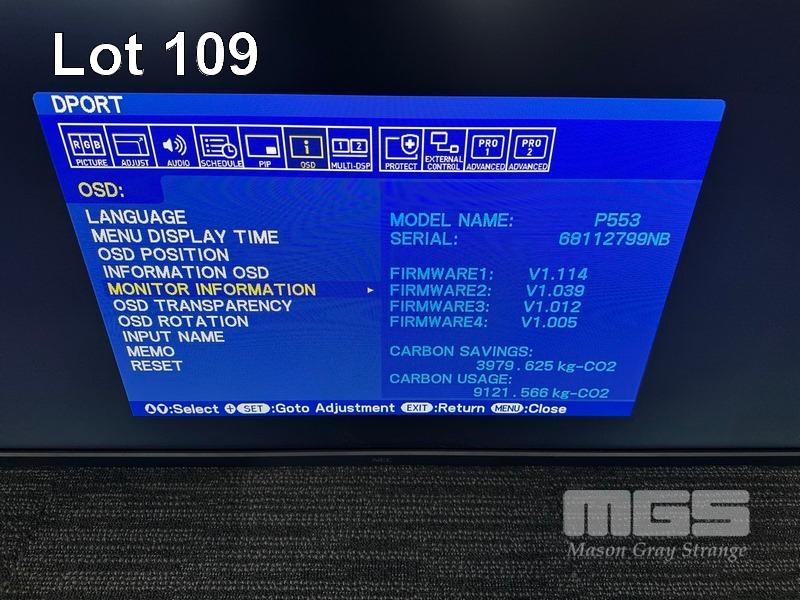 Lot 109
DPORT
RGB
PICTURE
ADJUST
AUDIO
SCHEDULE
PIP
OSD
1 2
MULTI-DSP
PROTECT
EXTERNAL
CONTROL
PRO
1
ADVANCED
PRO
2
ADVANCED
OSD:
LANGUAGE
MENU DISPLAY TIME
OSD POSITION
INFORMATION OSD
MONITOR INFORMATION
OSD TRANSPARENCY
OSD ROTATION
INPUT NAME
MEMO
RESET
MODEL NAME: P553
SERIAL: 68112799NB
FIRMWARE1: V1.114
FIRMWARE2: V1.039
FIRMWARE3: V1.012
FIRMWARE4: V1.005
CARBON SAVINGS:
3979.625 kg-CO2
CARBON USAGE:
9121.566 kg-CO2
:Select SET:Goto Adjustment EXIT:Return MENU:Close
NEC
MGS
Mason Gray Strange